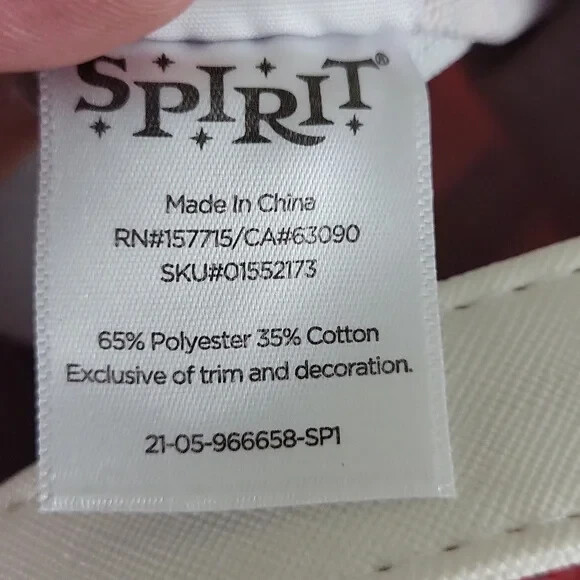 SPIRIT®
Made In China
RN#157715/CA#63090
SKU#01552173
65% Polyester 35% Cotton
Exclusive of trim and decoration.
21-05-966658-SP1